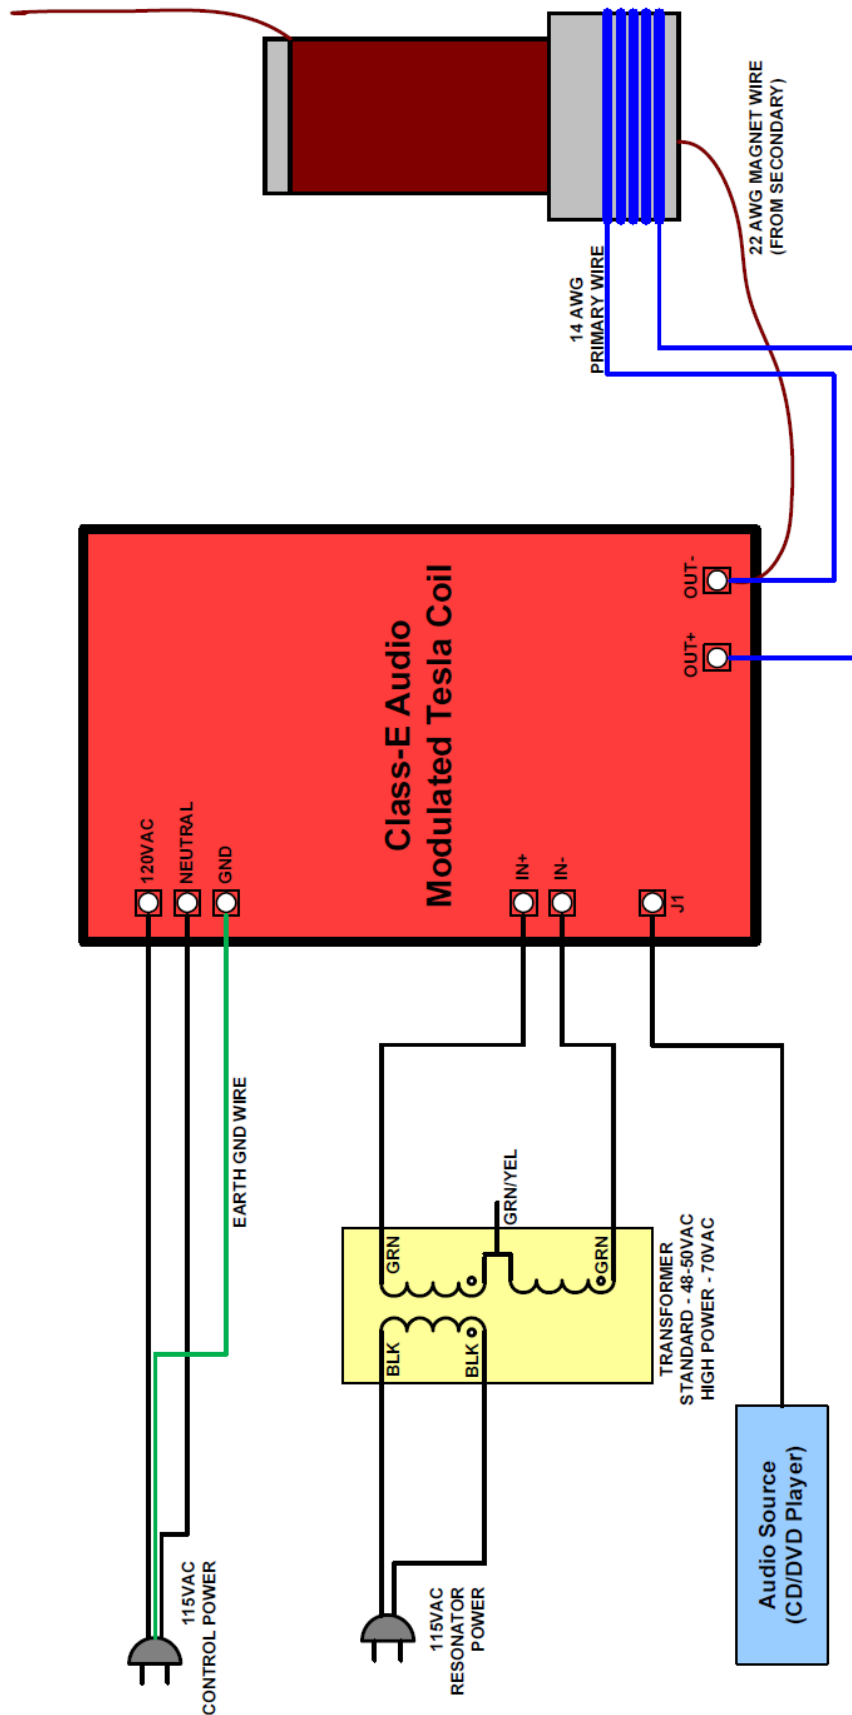 115VAC
CONTROL POWER
EARTH GND WIRE
120VAC
NEUTRAL
GND
115VAC
RESONATOR
POWER
BLK
BLK
GRN
GRN
GRN/YEL
TRANSFORMER
STANDARD - 48-50VAC
HIGH POWER - 70VAC
IN+
IN-
J1
Audio Source
(CD/DVD Player)
Class-E Audio
Modulated Tesla Coil
OUT+
OUT-
14 AWG
PRIMARY WIRE
22 AWG MAGNET WIRE
(FROM SECONDARY)